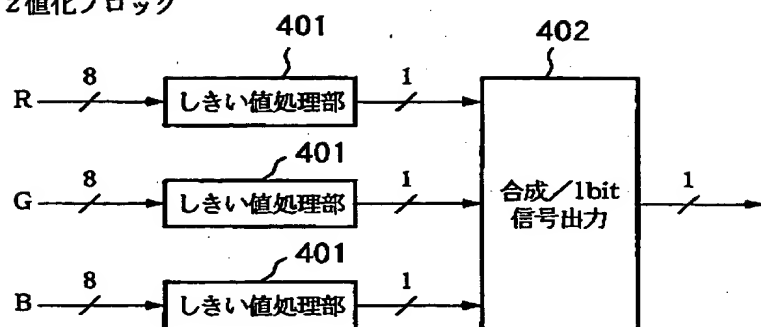 2値化ブロック
401
402
R 8 しきい値処理部 1
401
G 8 しきい値処理部 1
合成／1bit
信号出力
1
401
B 8 しきい値処理部 1